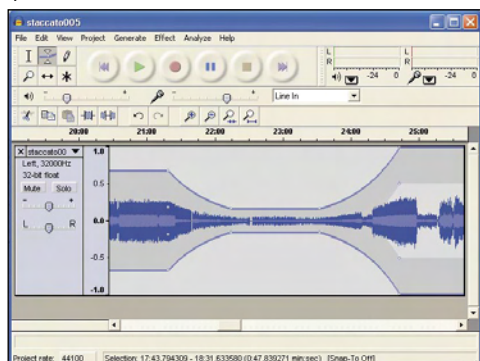 staccato005
File Edit View Project Generate Effect Analyze Help
L
R
-24 0
L
R
-24 0
- +
- +
Line In
20:00 21:00 22:00 23:00 24:00 25:00
X staccato00
Left, 32000Hz
32-bit float
Mute Solo
- +
L R
1.0
0.5
0.0
-0.5
-1.0
Project rate: 44100 Selection: 17:43.794309 - 18:31.633580 (0:47.839271 min:sec) [Snap-To Off]